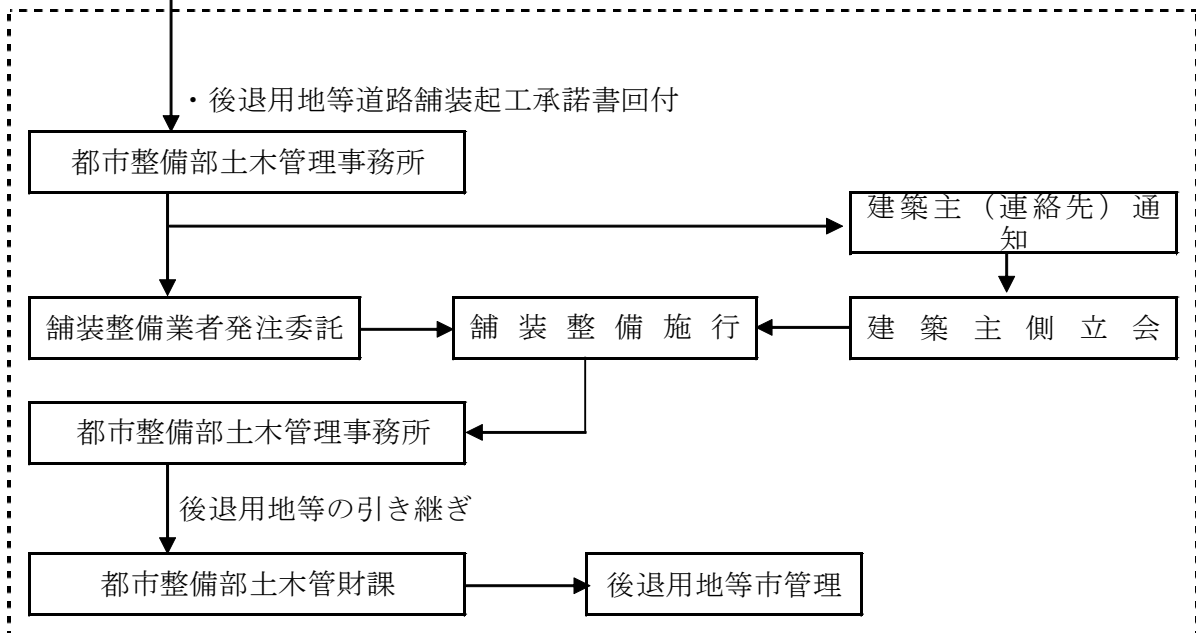 ・後退用地等道路舗装起工承諾書回付
都市整備部土木管理事務所
建築主（連絡先）通
知
舗装整備業者発注委託
舗装整備施行
建築主側立会
都市整備部土木管理事務所
後退用地等の引き継ぎ
都市整備部土木管財課
後退用地等市管理